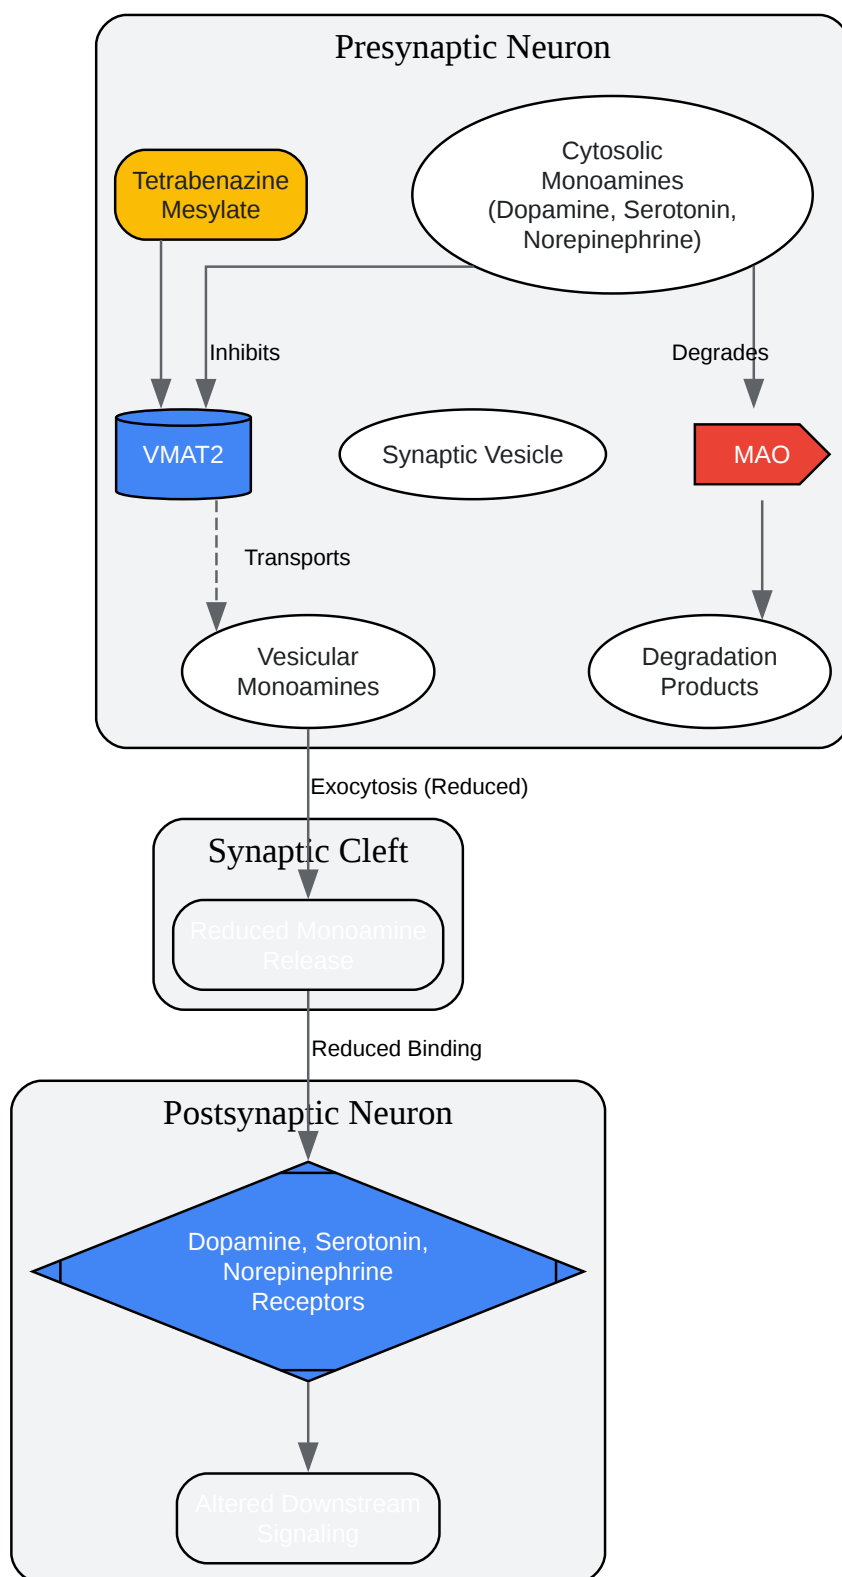 Presynaptic Neuron
Tetrabenazine
Mesylate
Cytosolic
Monoamines
(Dopamine, Serotonin,
Norepinephrine)
Inhibits
Degrades
VMAT2
Synaptic Vesicle
MAO
Transports
Vesicular
Monoamines
Degradation
Products
Exocytosis (Reduced)
Synaptic Cleft
Reduced Monoamine
Release
Reduced Binding
Postsynaptic Neuron
Dopamine, Serotonin,
Norepinephrine
Receptors
Altered Downstream
Signaling